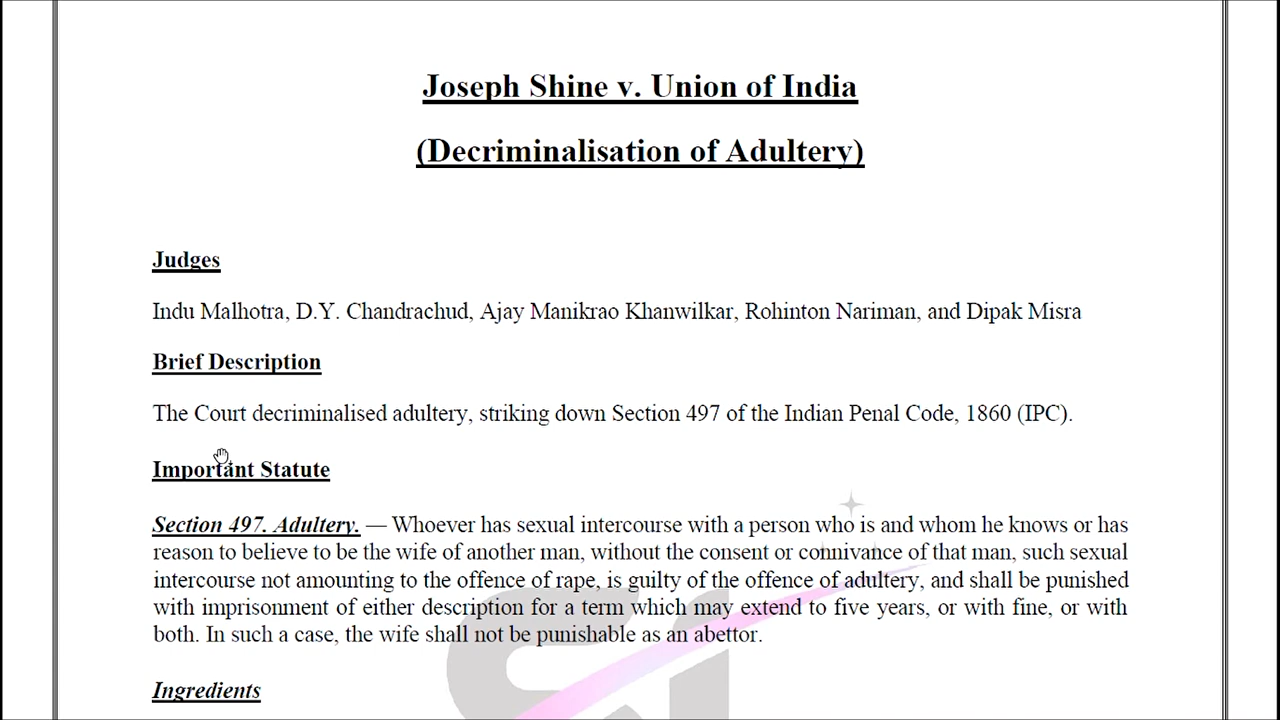 Joseph Shine v. Union of India
(Decriminalisation of Adultery)
Judges
Indu Malhotra, D.Y. Chandrachud, Ajay Manikrao Khanwilkar, Rohinton Nariman, and Dipak Misra
Brief Description
The Court decriminalised adultery, striking down Section 497 of the Indian Penal Code, 1860 (IPC).
Important Statute
Section 497. Adultery. — Whoever has sexual intercourse with a person who is and whom he knows or has
reason to believe to be the wife of another man, without the consent or connivance of that man, such sexual
intercourse not amounting to the offence of rape, is guilty of the offence of adultery, and shall be punished
with imprisonment of either description for a term which may extend to five years, or with fine, or with
both. In such a case, the wife shall not be punishable as an abettor.
Ingredients